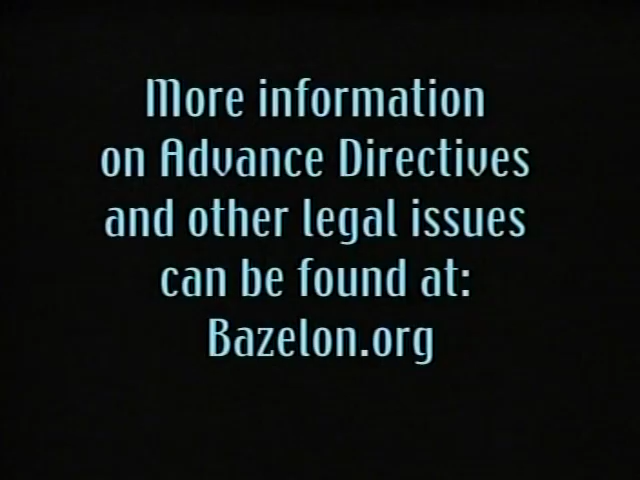 More information
on Advance Directives
and other legal issues
can be found at:
Bazelon.org